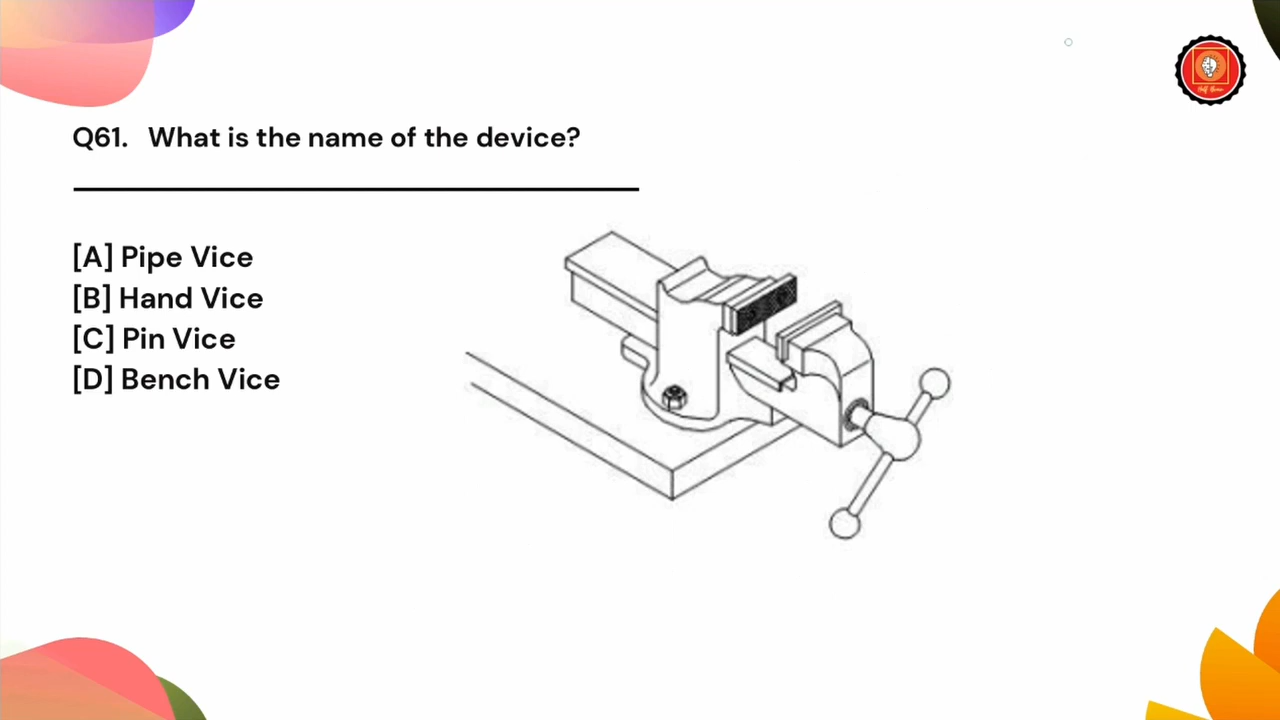 Q61. What is the name of the device?
[A] Pipe Vice
[B] Hand Vice
[C] Pin Vice
[D] Bench Vice